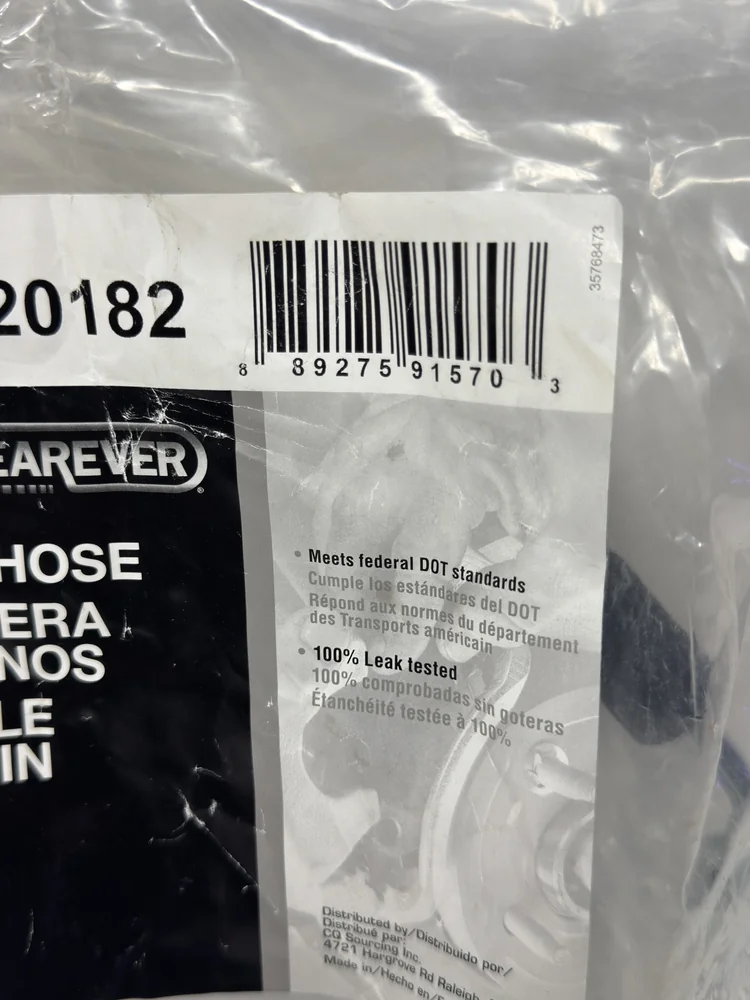 20182
8 89275 91570 3
35768473
EAREVER
HOSE
ERA
NOS
LE
IN
• Meets federal DOT standards
Cumple los estándares del DOT
Répond aux normes du département
des Transports américain
• 100% Leak tested
100% comprobadas sin goteras
Étanchéité testée à 100%
Distributed by/Distribuido por/
Distribué par:
CQ Sourcing Inc.
4721 Hargrove Rd Raleigh,
Made in/Hecho en/